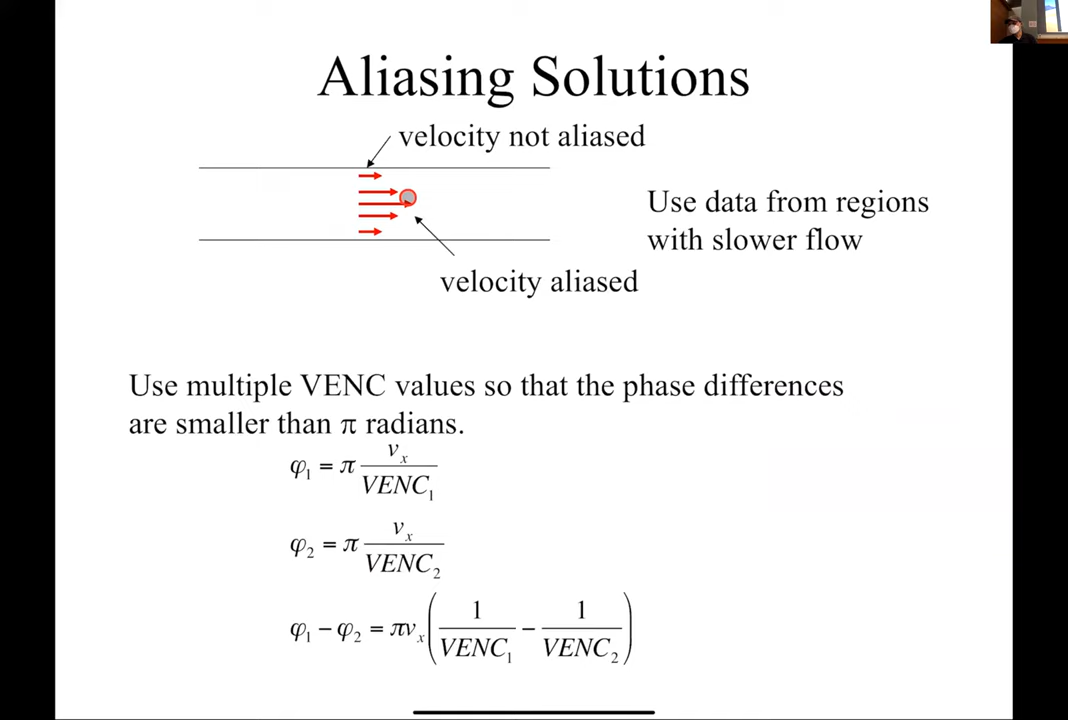 Aliasing Solutions
velocity not aliased
Use data from regions
with slower flow
velocity aliased
Use multiple VENC values so that the phase differences
are smaller than π radians.
φ₁ = π vₓ / VENC₁
φ₂ = π vₓ / VENC₂
φ₁ − φ₂ = πvₓ (1 / VENC₁ − 1 / VENC₂)